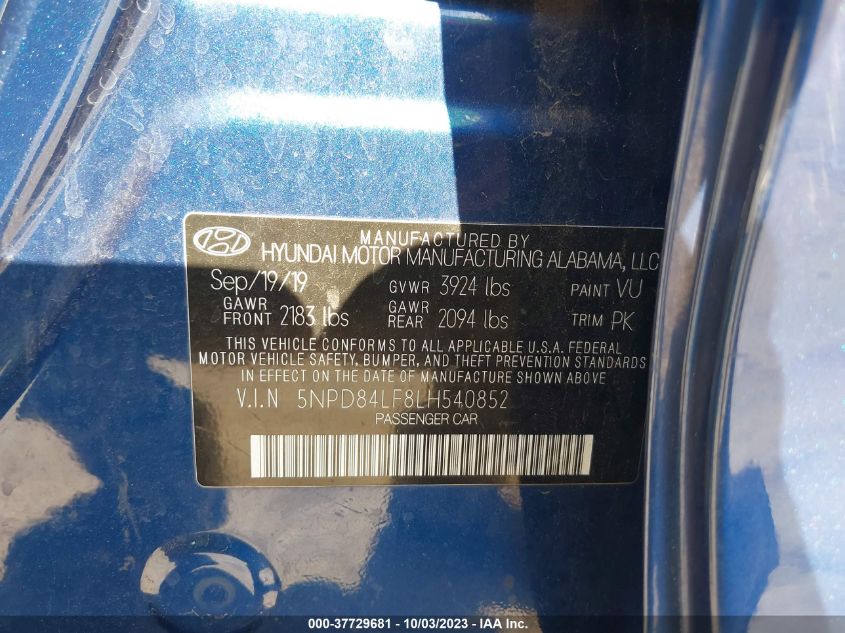 MANUFACTURED BY
HYUNDAI MOTOR MANUFACTURING ALABAMA, LLC
Sep/19/19 GVWR 3924 lbs PAINT VU
GAWR FRONT 2183 lbs GAWR REAR 2094 lbs TRIM PK
THIS VEHICLE CONFORMS TO ALL APPLICABLE U.S.A. FEDERAL
MOTOR VEHICLE SAFETY, BUMPER, AND THEFT PREVENTION STANDARDS
IN EFFECT ON THE DATE OF MANUFACTURE SHOWN ABOVE
V.I.N 5NPD84LF8LH540852
PASSENGER CAR
000-37729681 - 10/03/2023 - IAA Inc.